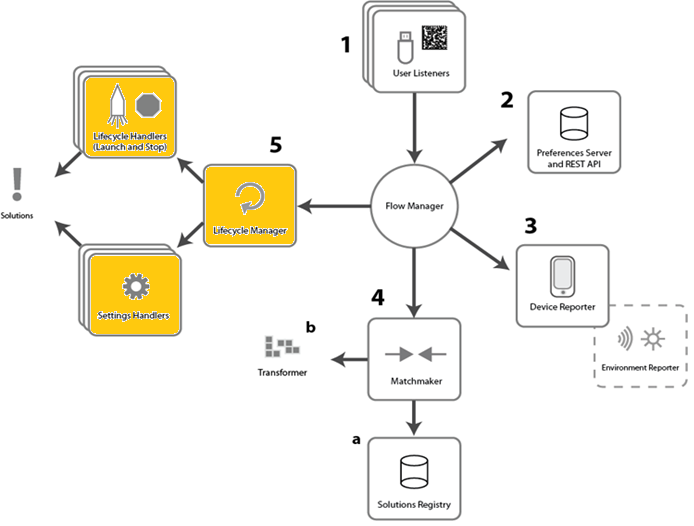 1
User Listeners
2
Preferences Server
and REST API
5
Lifecycle Handlers
(Launch and Stop)
Solutions
Lifecycle Manager
Flow Manager
3
Device Reporter
Environment Reporter
Settings Handlers
4
b
Transformer
Matchmaker
a
Solutions Registry